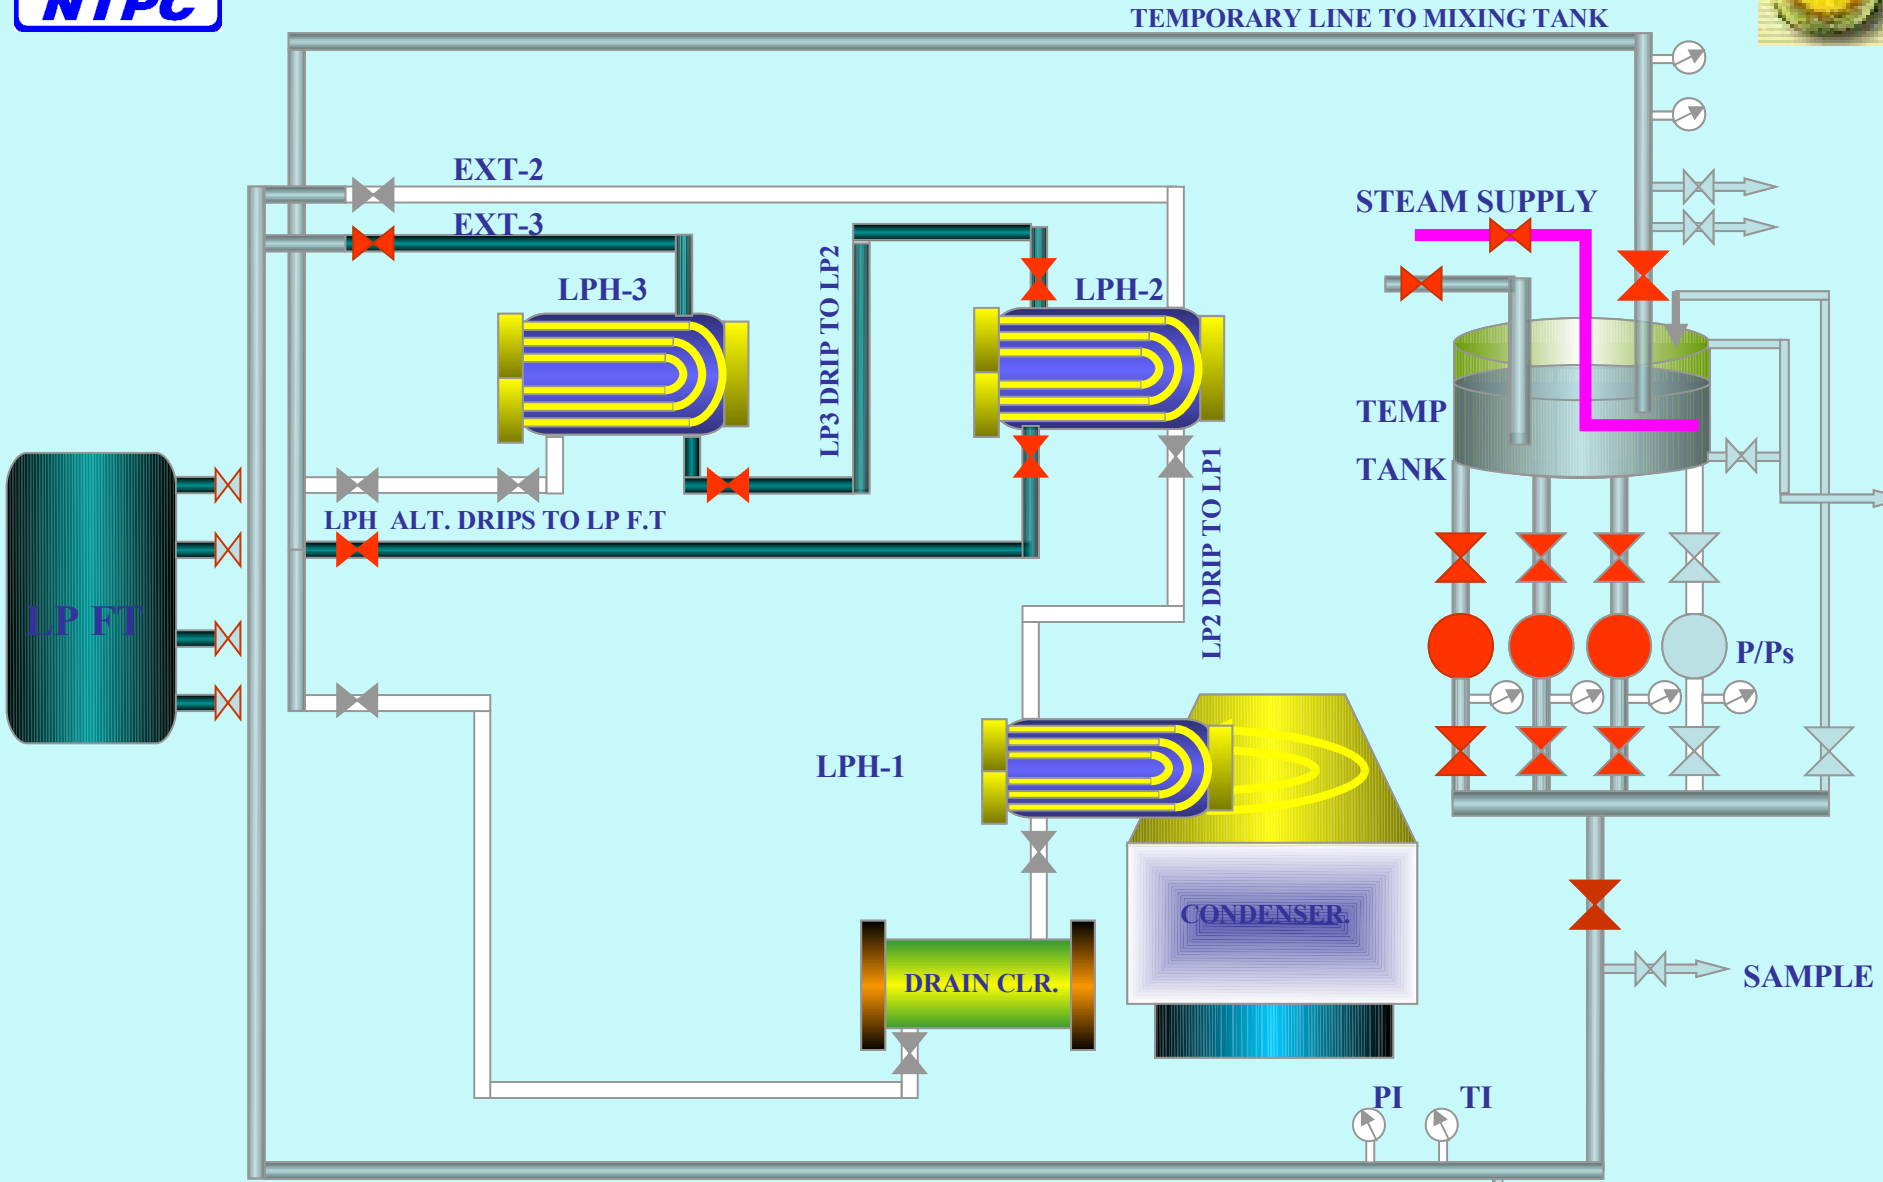 NTPC
TEMPORARY LINE TO MIXING TANK
EXT-2
EXT-3
STEAM SUPPLY
LPH-3
LP3 DRIP TO LP2
LPH-2
TEMP
TANK
LPH ALT. DRIPS TO LP F.T
LP2 DRIP TO LP1
LP FT
P/Ps
LPH-1
CONDENSER.
DRAIN CLR.
SAMPLE
PI
TI